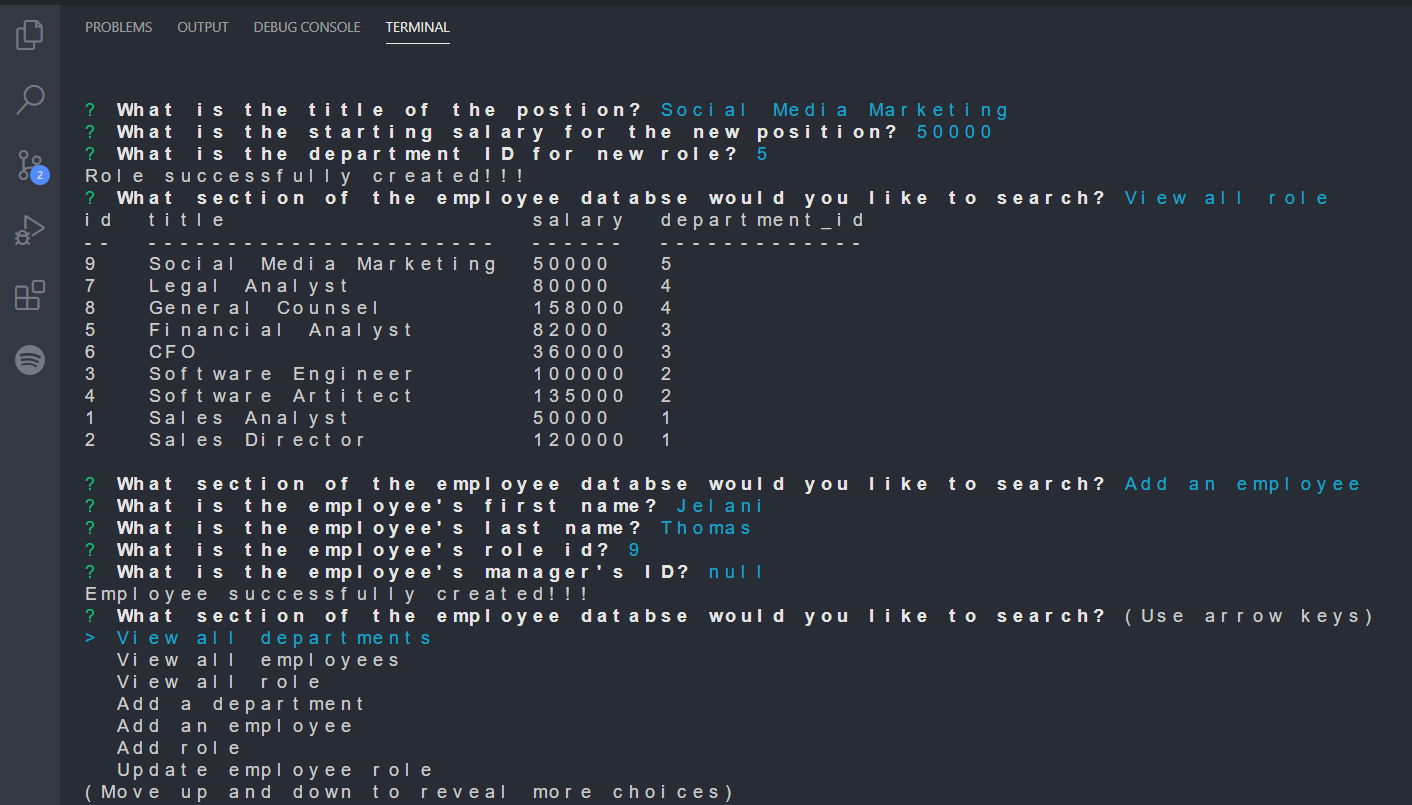 PROBLEMS OUTPUT DEBUG CONSOLE TERMINAL
? What is the title of the postion? Social Media Marketing
? What is the starting salary for the new position? 50000
? What is the department ID for new role? 5
2
Role successfully created!!!
? What section of the employee databse would you like to search? View all role
id title salary department_id
-- ---------------------- ------ -------------
9 Social Media Marketing 50000 5
7 Legal Analyst 80000 4
8 General Counsel 158000 4
5 Financial Analyst 82000 3
6 CFO 360000 3
3 Software Engineer 100000 2
4 Software Artitect 135000 2
1 Sales Analyst 50000 1
2 Sales Director 120000 1
? What section of the employee databse would you like to search? Add an employee
? What is the employee's first name? Jelani
? What is the employee's last name? Thomas
? What is the employee's role id? 9
? What is the employee's manager's ID? null
Employee successfully created!!!
? What section of the employee databse would you like to search? (Use arrow keys)
> View all departments
View all employees
View all role
Add a department
Add an employee
Add role
Update employee role
(Move up and down to reveal more choices)